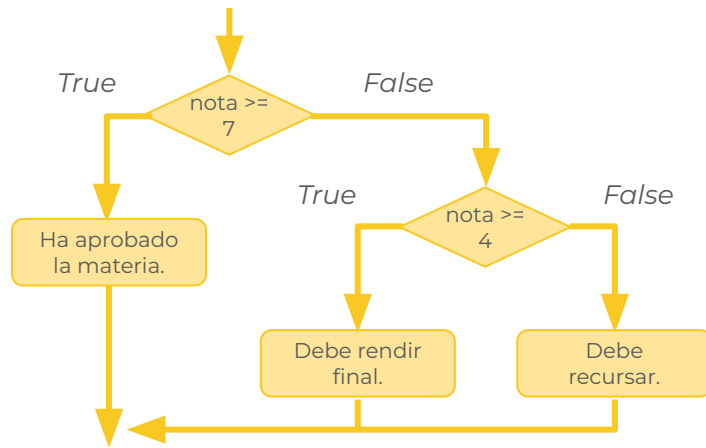 True
False
nota >=
7
True
False
nota >=
4
Ha aprobado
la materia.
Debe rendir
final.
Debe
recursar.